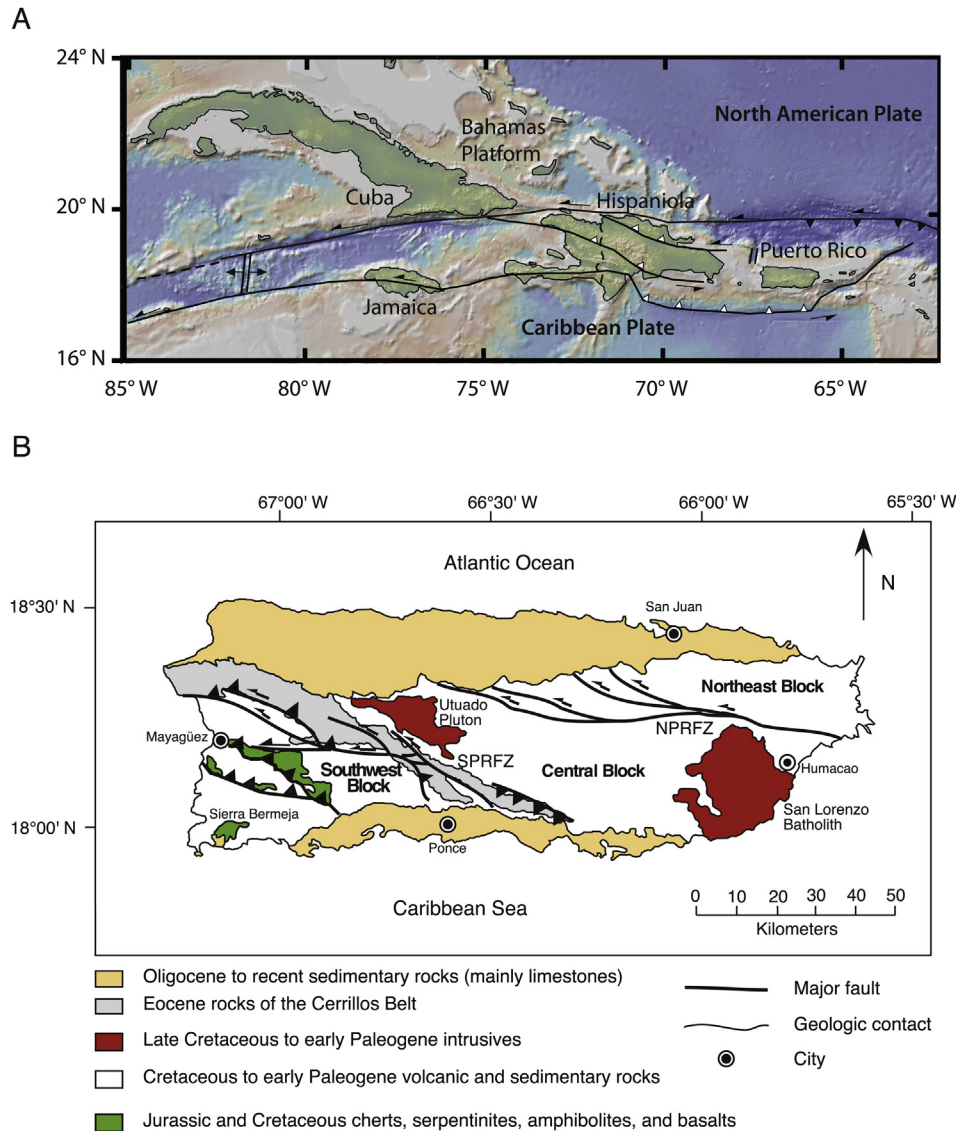 A
24° N
North American Plate
Bahamas
Platform
Cuba
Hispaniola
20° N
Puerto Rico
Jamaica
Caribbean Plate
16° N
85° W
80° W
75° W
70° W
65° W
B
67°00' W
66°30' W
66°00' W
65°30' W
Atlantic Ocean
N
18°30' N
San Juan
Northeast Block
Utuado
Pluton
NPRFZ
Mayagüez
SPRFZ
Southwest
Block
Central Block
Humacao
San Lorenzo
Batholith
Sierra Bermeja
18°00' N
Ponce
Caribbean Sea
0 10 20 30 40 50
Kilometers
Oligocene to recent sedimentary rocks (mainly limestones)
Eocene rocks of the Cerrillos Belt
Late Cretaceous to early Paleogene intrusives
Cretaceous to early Paleogene volcanic and sedimentary rocks
Jurassic and Cretaceous cherts, serpentinites, amphibolites, and basalts
Major fault
Geologic contact
City